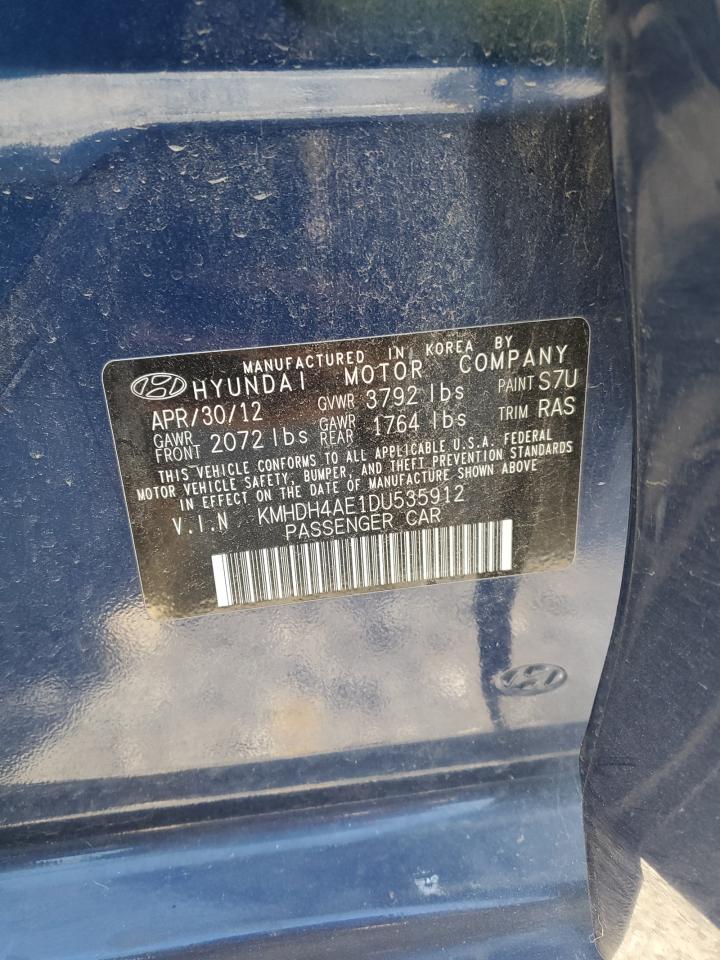 MANUFACTURED IN KOREA BY
HYUNDAI MOTOR COMPANY
APR/30/12 GVWR 3792 lbs PAINT S7U
GAWR FRONT 2072 lbs GAWR REAR 1764 lbs TRIM RAS
THIS VEHICLE CONFORMS TO ALL APPLICABLE U.S.A. FEDERAL
MOTOR VEHICLE SAFETY, BUMPER, AND THEFT PREVENTION STANDARDS
IN EFFECT ON THE DATE OF MANUFACTURE SHOWN ABOVE
V.I.N KMHDH4AE1DU535912
PASSENGER CAR